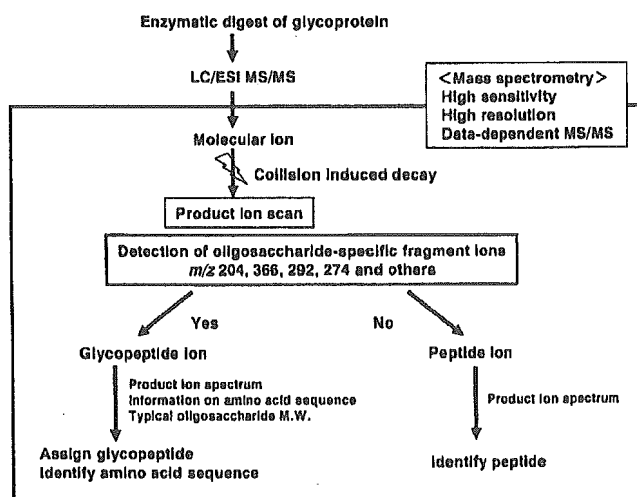 Enzymatic digest of glycoprotein
LC/ESI MS/MS
<Mass spectrometry>
High sensitivity
High resolution
Data-dependent MS/MS
Molecular ion
Collision induced decay
Product ion scan
Detection of oligosaccharide-specific fragment ions
m/z 204, 366, 292, 274 and others
Yes
No
Glycopeptide ion
Peptide ion
Product ion spectrum
Information on amino acid sequence
Typical oligosaccharide M.W.
Product ion spectrum
Assign glycopeptide
Identify amino acid sequence
Identify peptide